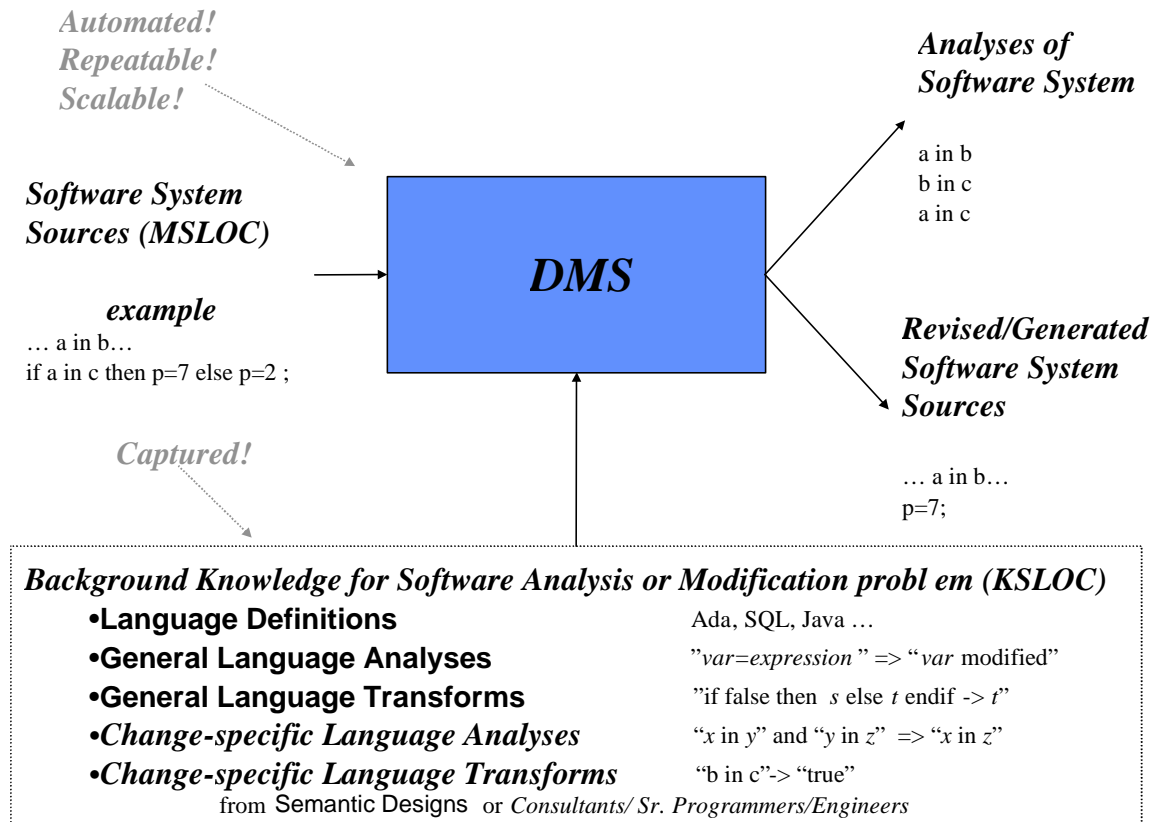 Automated!
Repeatable!
Scalable!
Analyses of
Software System
a in b
b in c
a in c
Software System
Sources (MSLOC)
example
… a in b…
if a in c then p=7 else p=2 ;
DMS
Revised/Generated
Software System
Sources
… a in b…
p=7;
Captured!
Background Knowledge for Software Analysis or Modification probl em (KSLOC)
•Language Definitions Ada, SQL, Java …
•General Language Analyses ”var=expression ” => “var modified”
•General Language Transforms ”if false then s else t endif -> t”
•Change-specific Language Analyses “x in y” and “y in z” => “x in z”
•Change-specific Language Transforms “b in c”-> “true”
from Semantic Designs or Consultants/ Sr. Programmers/Engineers